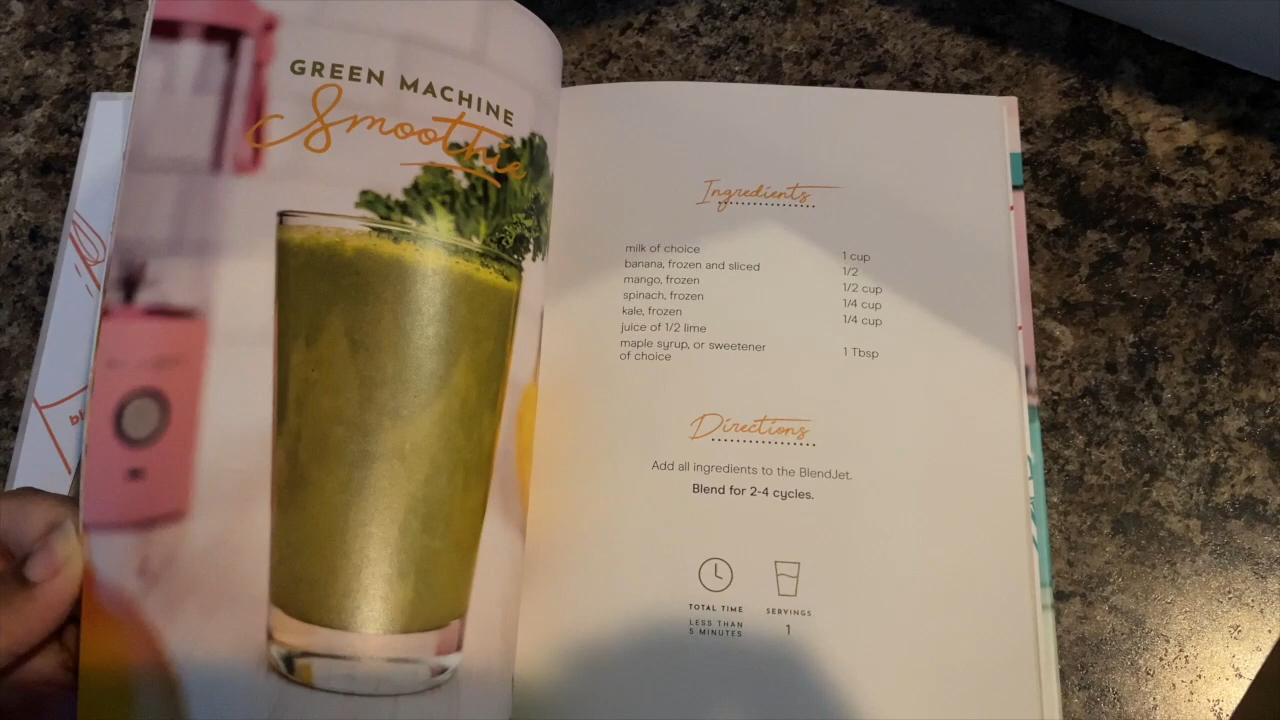 GREEN MACHINE
Smoothie
Ingredients
milk of choice 1 cup
banana, frozen and sliced 1/2
mango, frozen 1/2 cup
spinach, frozen 1/4 cup
kale, frozen 1/4 cup
juice of 1/2 lime
maple syrup, or sweetener 1 Tbsp
of choice
Directions
Add all ingredients to the BlendJet.
Blend for 2-4 cycles.
TOTAL TIME
LESS THAN
5 MINUTES
SERVINGS
1